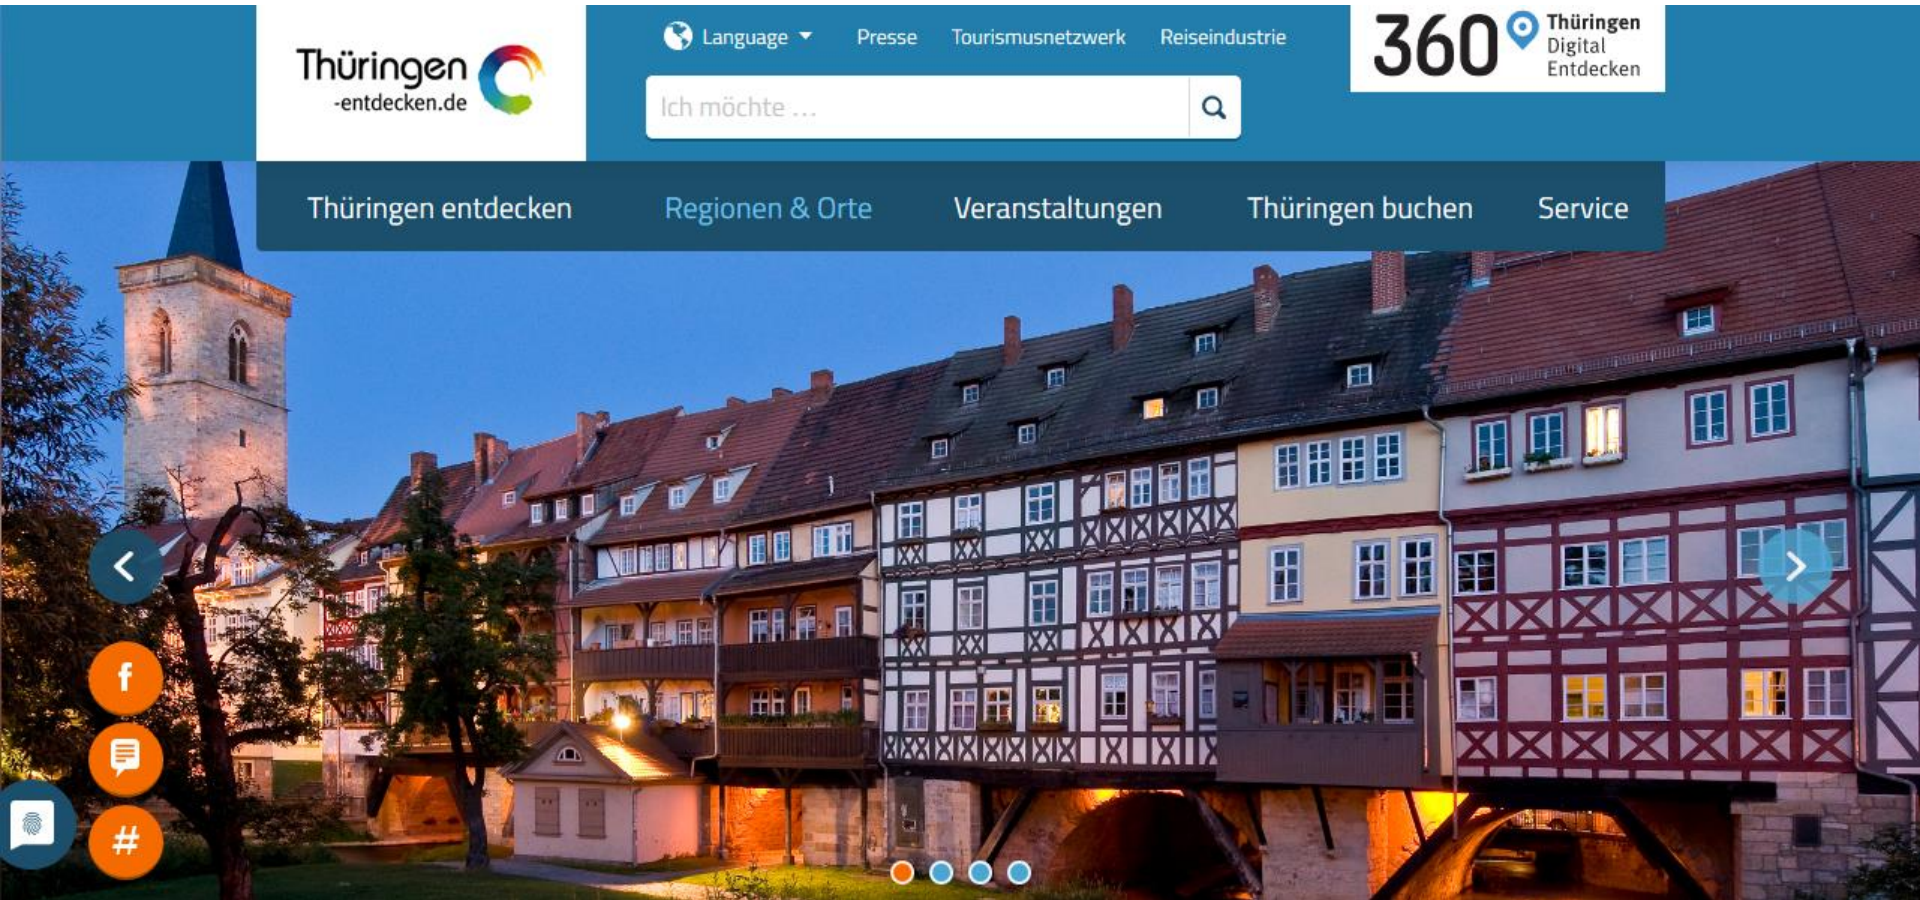 Thüringen
-entdecken.de
Language
Presse
Tourismusnetzwerk
Reiseindustrie
Ich möchte ...
360
Thüringen
Digital
Entdecken
Thüringen entdecken
Regionen & Orte
Veranstaltungen
Thüringen buchen
Service
f
#